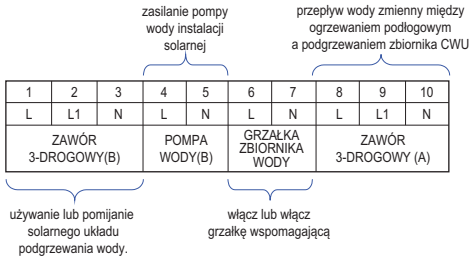 zasilanie pompy
wody instalacji
solarnej
przepływ wody zmienny między
ogrzewaniem podłogowym
a podgrzewaniem zbiornika CWU
1 2 3 4 5 6 7 8 9 10
L L1 N L N L N L L1 N
ZAWÓR
3-DROGOWY(B)
POMPA
WODY(B)
GRZAŁKA
ZBIORNIKA
WODY
ZAWÓR
3-DROGOWY (A)
używanie lub pomijanie
solarnego układu
podgrzewania wody.
włącz lub włącz
grzałkę wspomagającą